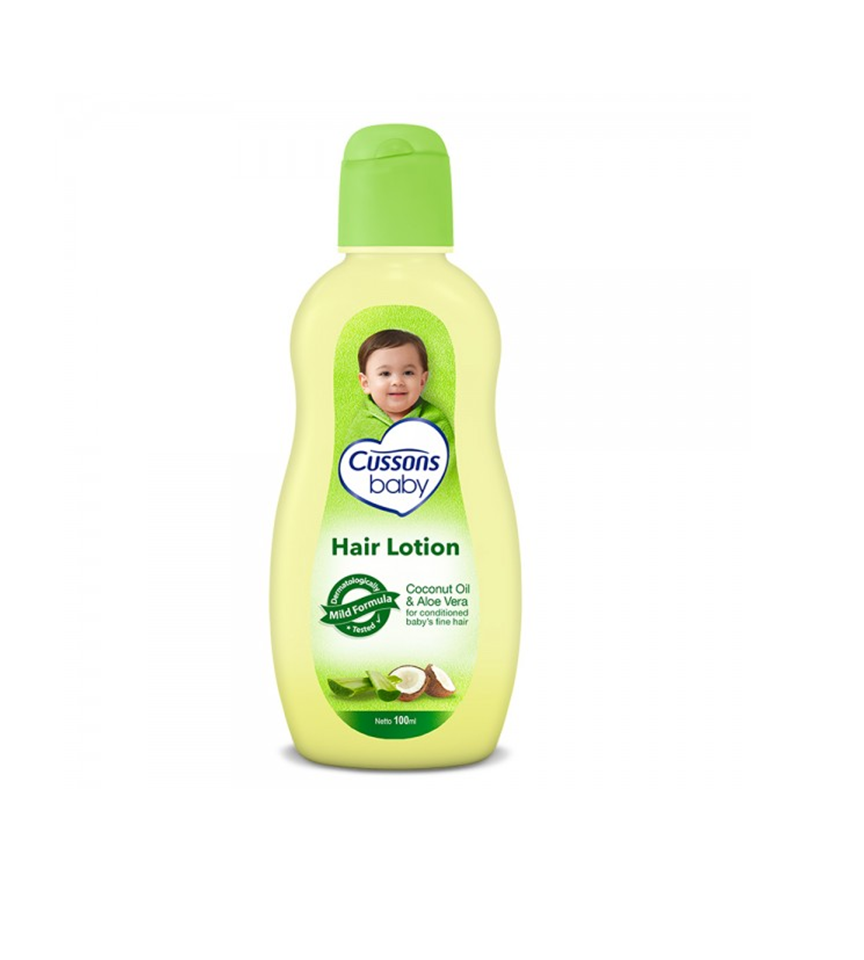 Cussons
baby
Hair Lotion
Dermatologically
Mild Formula
• Tested ✓
Coconut Oil
& Aloe Vera
for conditioned
baby's fine hair
Netto 100ml